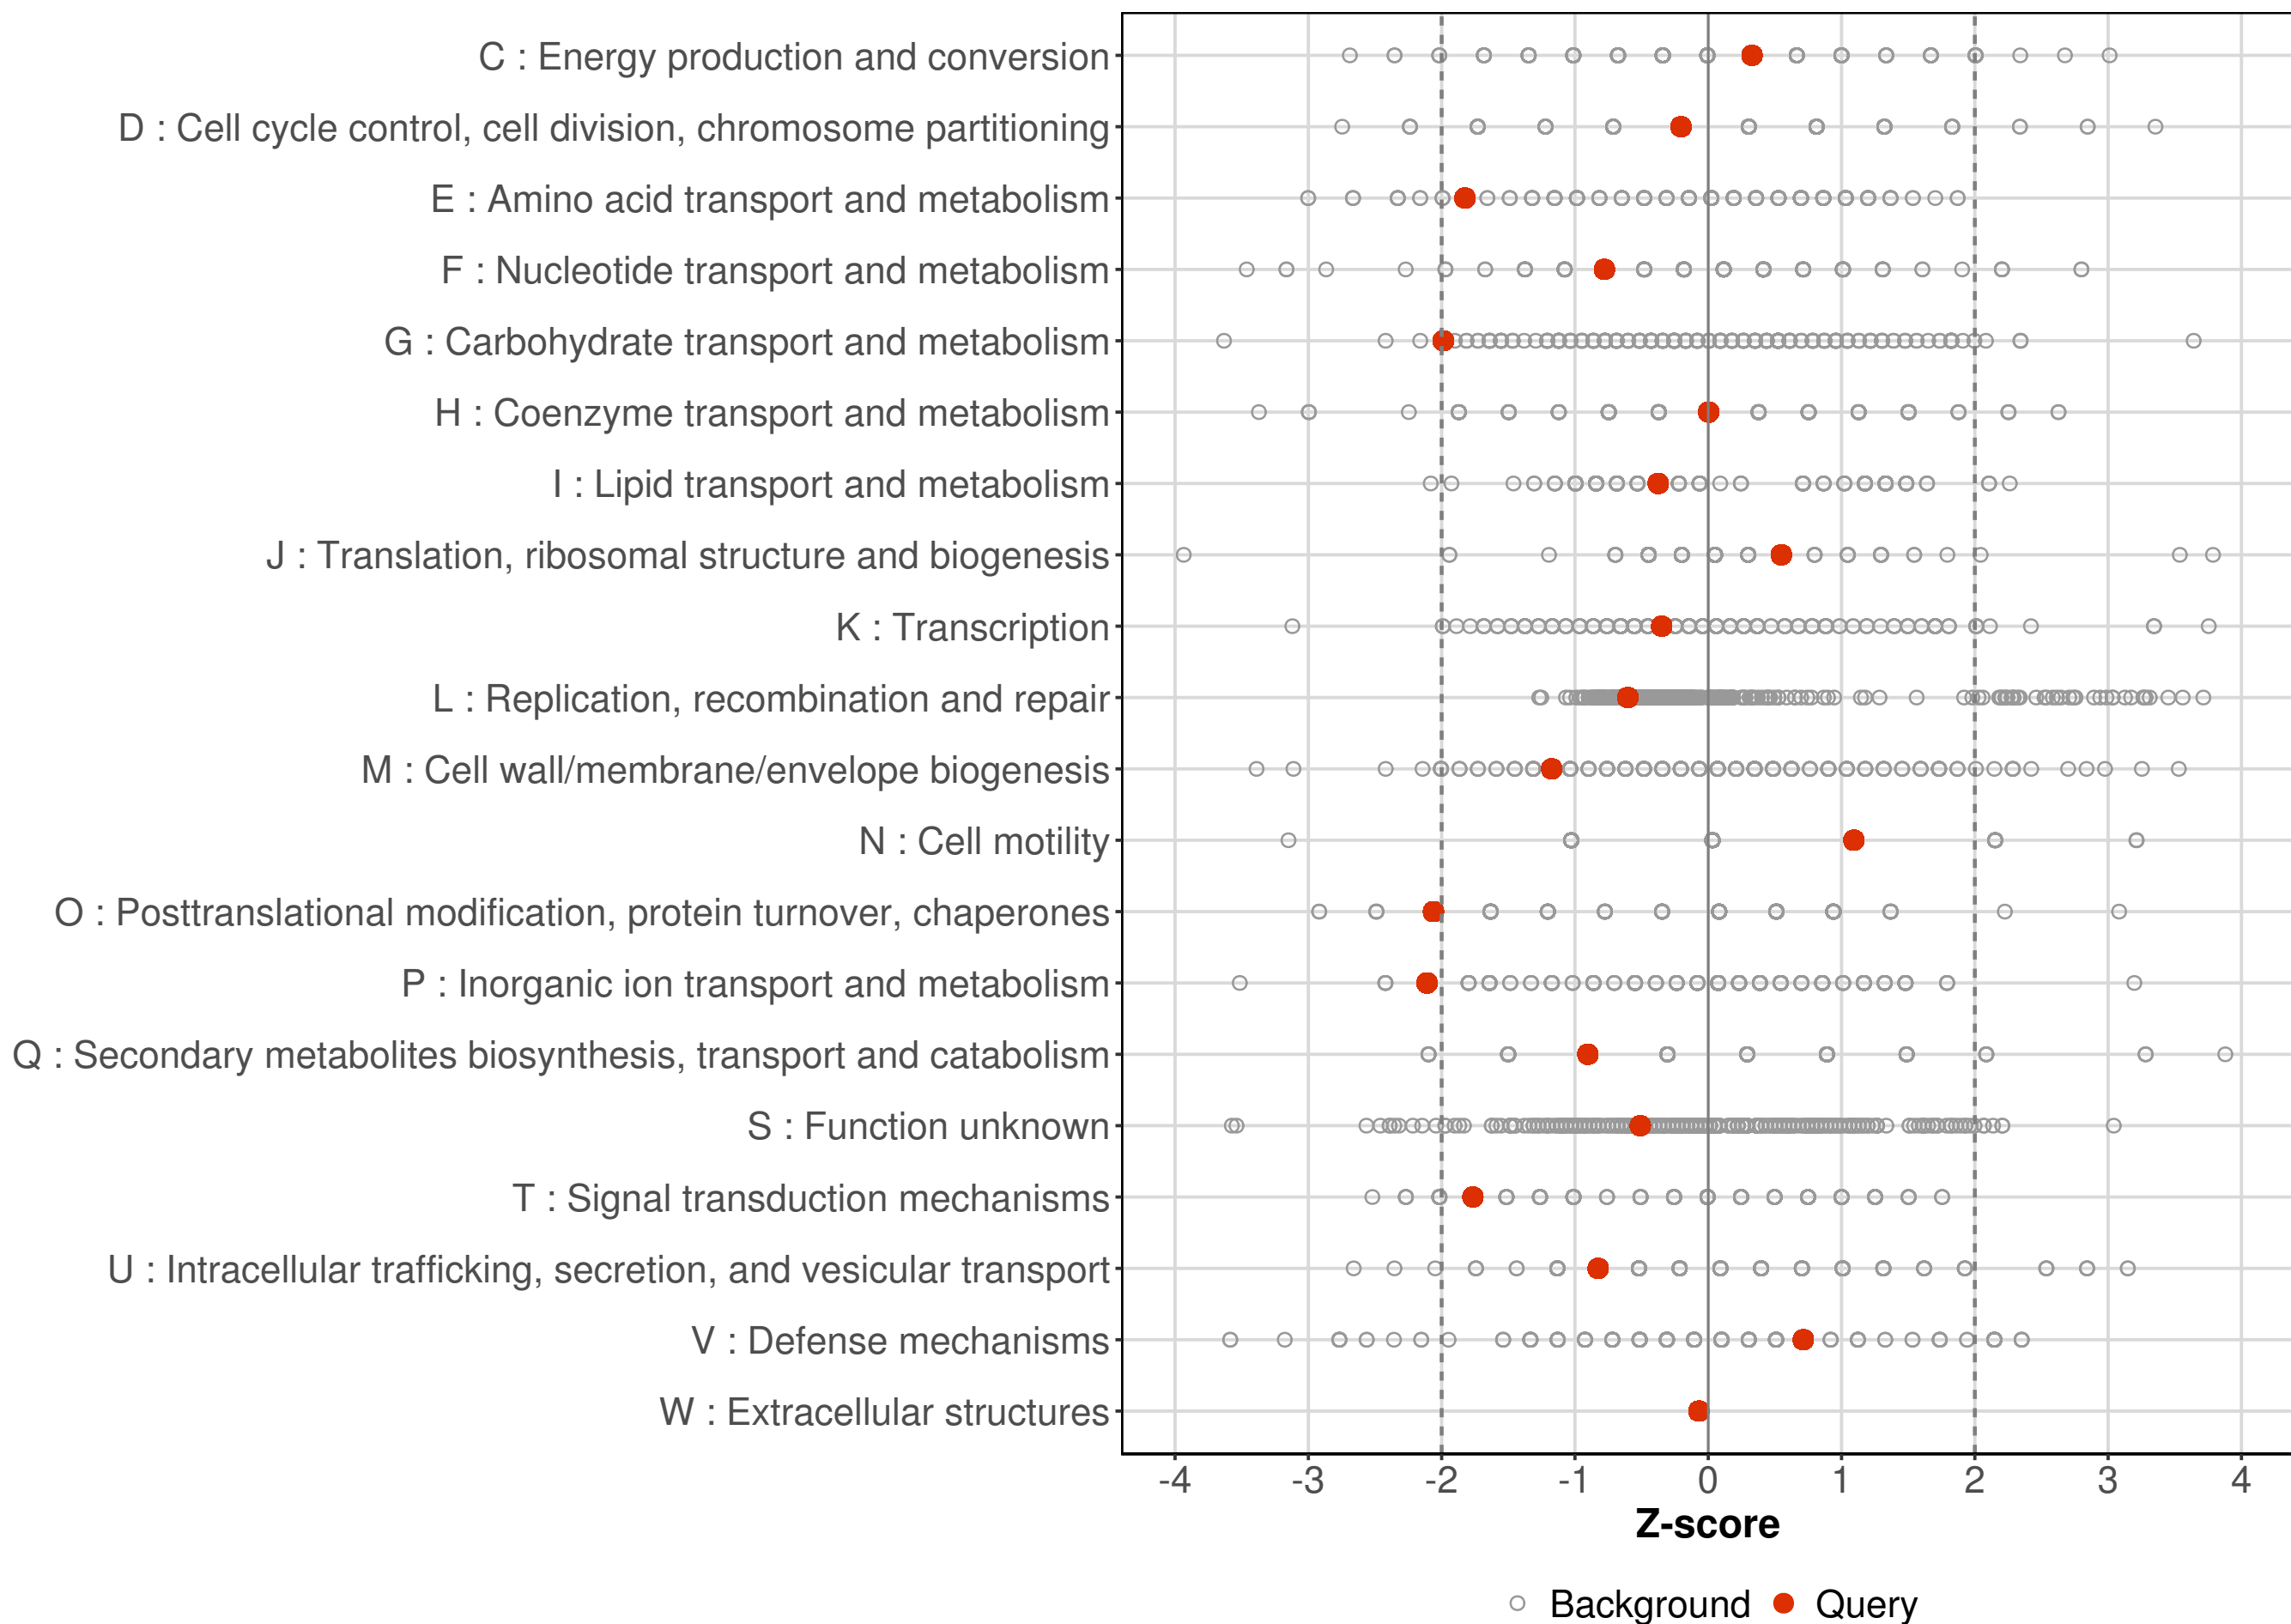 C : Energy production and conversion
D : Cell cycle control, cell division, chromosome partitioning
E : Amino acid transport and metabolism
F : Nucleotide transport and metabolism
G : Carbohydrate transport and metabolism
H : Coenzyme transport and metabolism
I : Lipid transport and metabolism
J : Translation, ribosomal structure and biogenesis
K : Transcription
L : Replication, recombination and repair
M : Cell wall/membrane/envelope biogenesis
N : Cell motility
O : Posttranslational modification, protein turnover, chaperones
P : Inorganic ion transport and metabolism
Q : Secondary metabolites biosynthesis, transport and catabolism
S : Function unknown
T : Signal transduction mechanisms
U : Intracellular trafficking, secretion, and vesicular transport
V : Defense mechanisms
W : Extracellular structures
-4 -3 -2 -1 0 1 2 3 4
Z-score
Background Query